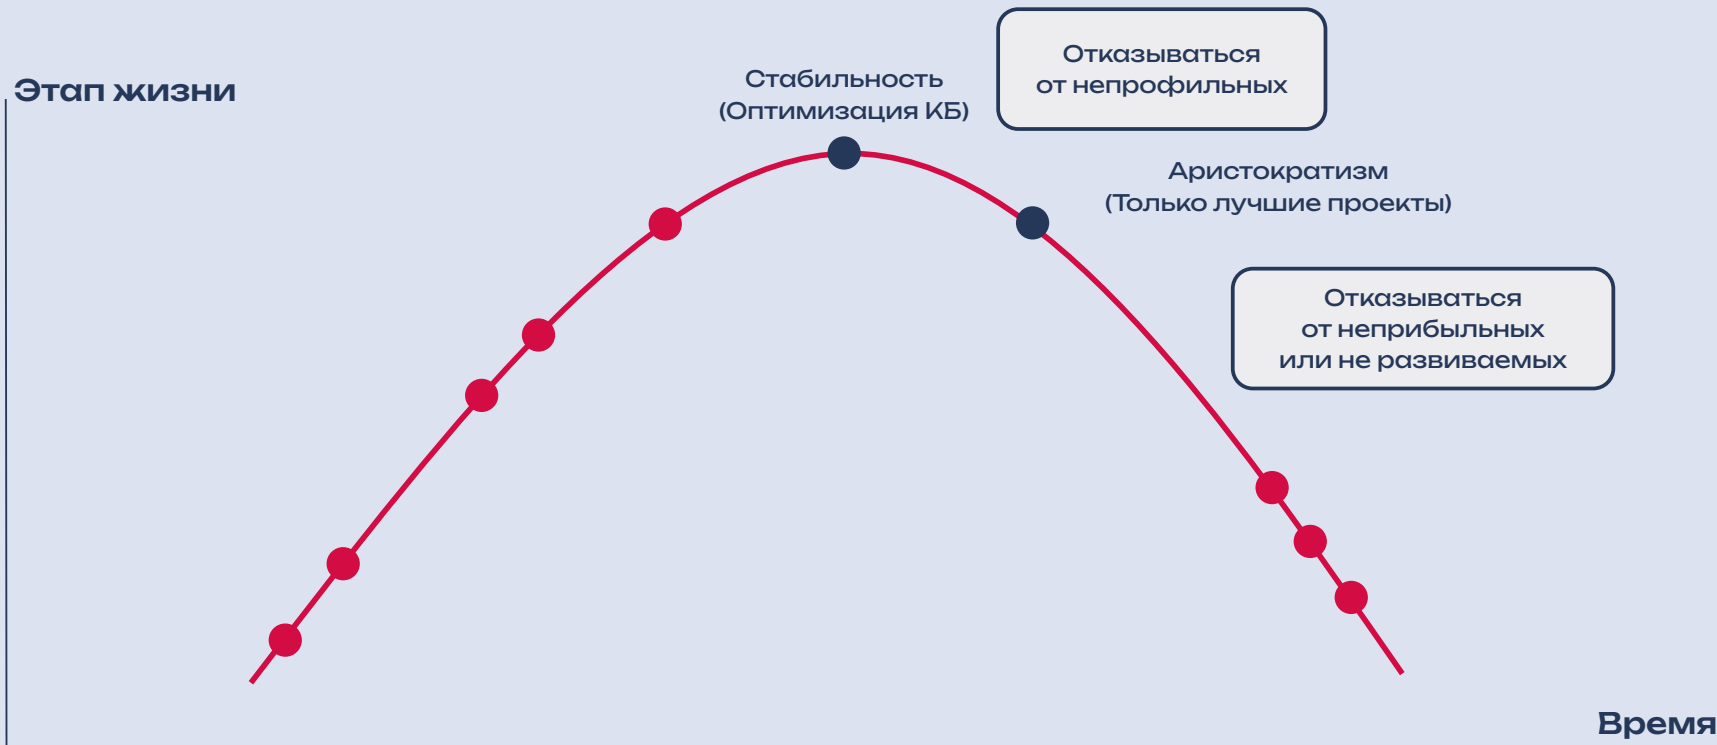 Этап жизни
Стабильность
(Оптимизация КБ)
Отказываться
от непрофильных
Аристократизм
(Только лучшие проекты)
Отказываться
от неприбыльных
или не развиваемых
Время